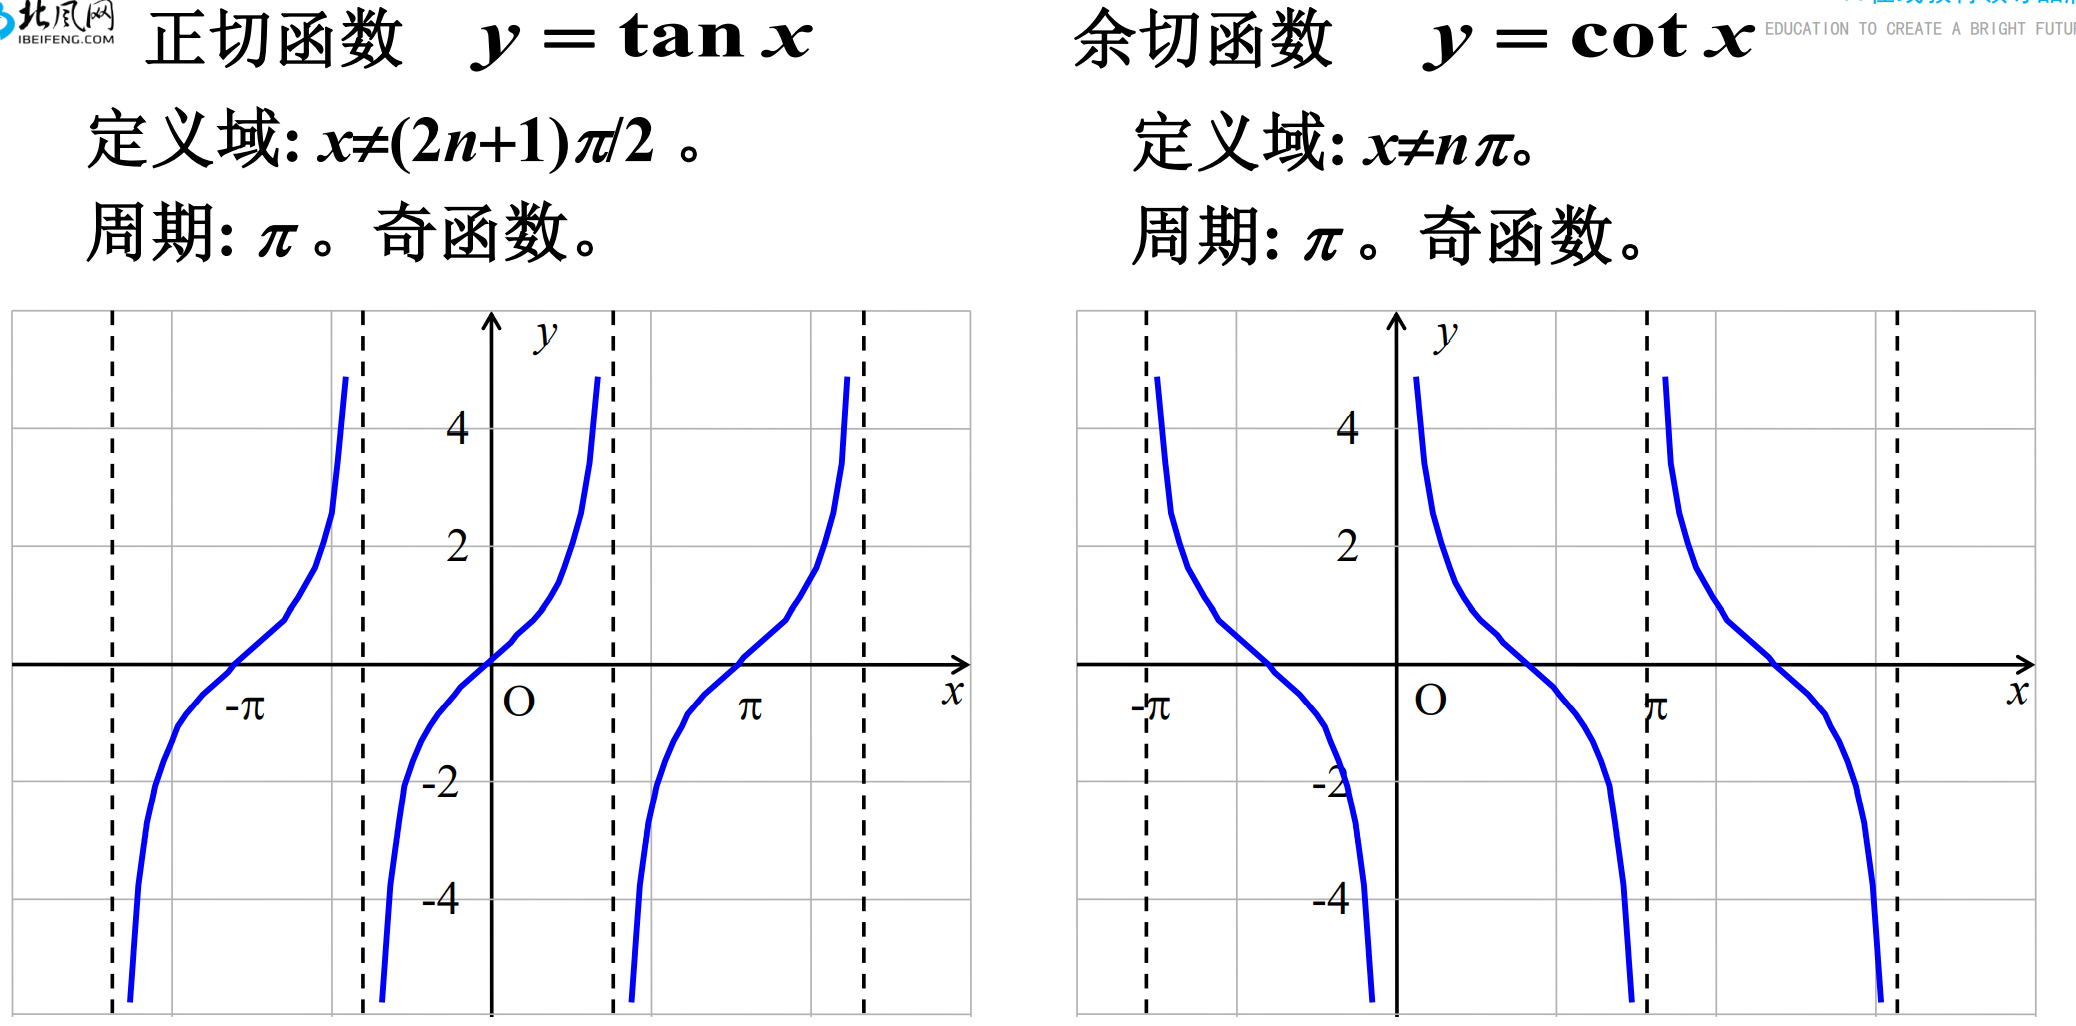 北风网
IBEIFENG.COM
正切函数 y = tan x
定义域: x≠(2n+1)π/2 。
周期: π 。奇函数。
y
4
2
-π
O
π
x
-2
-4
余切函数 y = cot x
EDUCATION TO CREATE A BRIGHT FUTU
定义域: x≠nπ。
周期: π 。奇函数。
y
4
2
-π
O
π
x
-2
-4